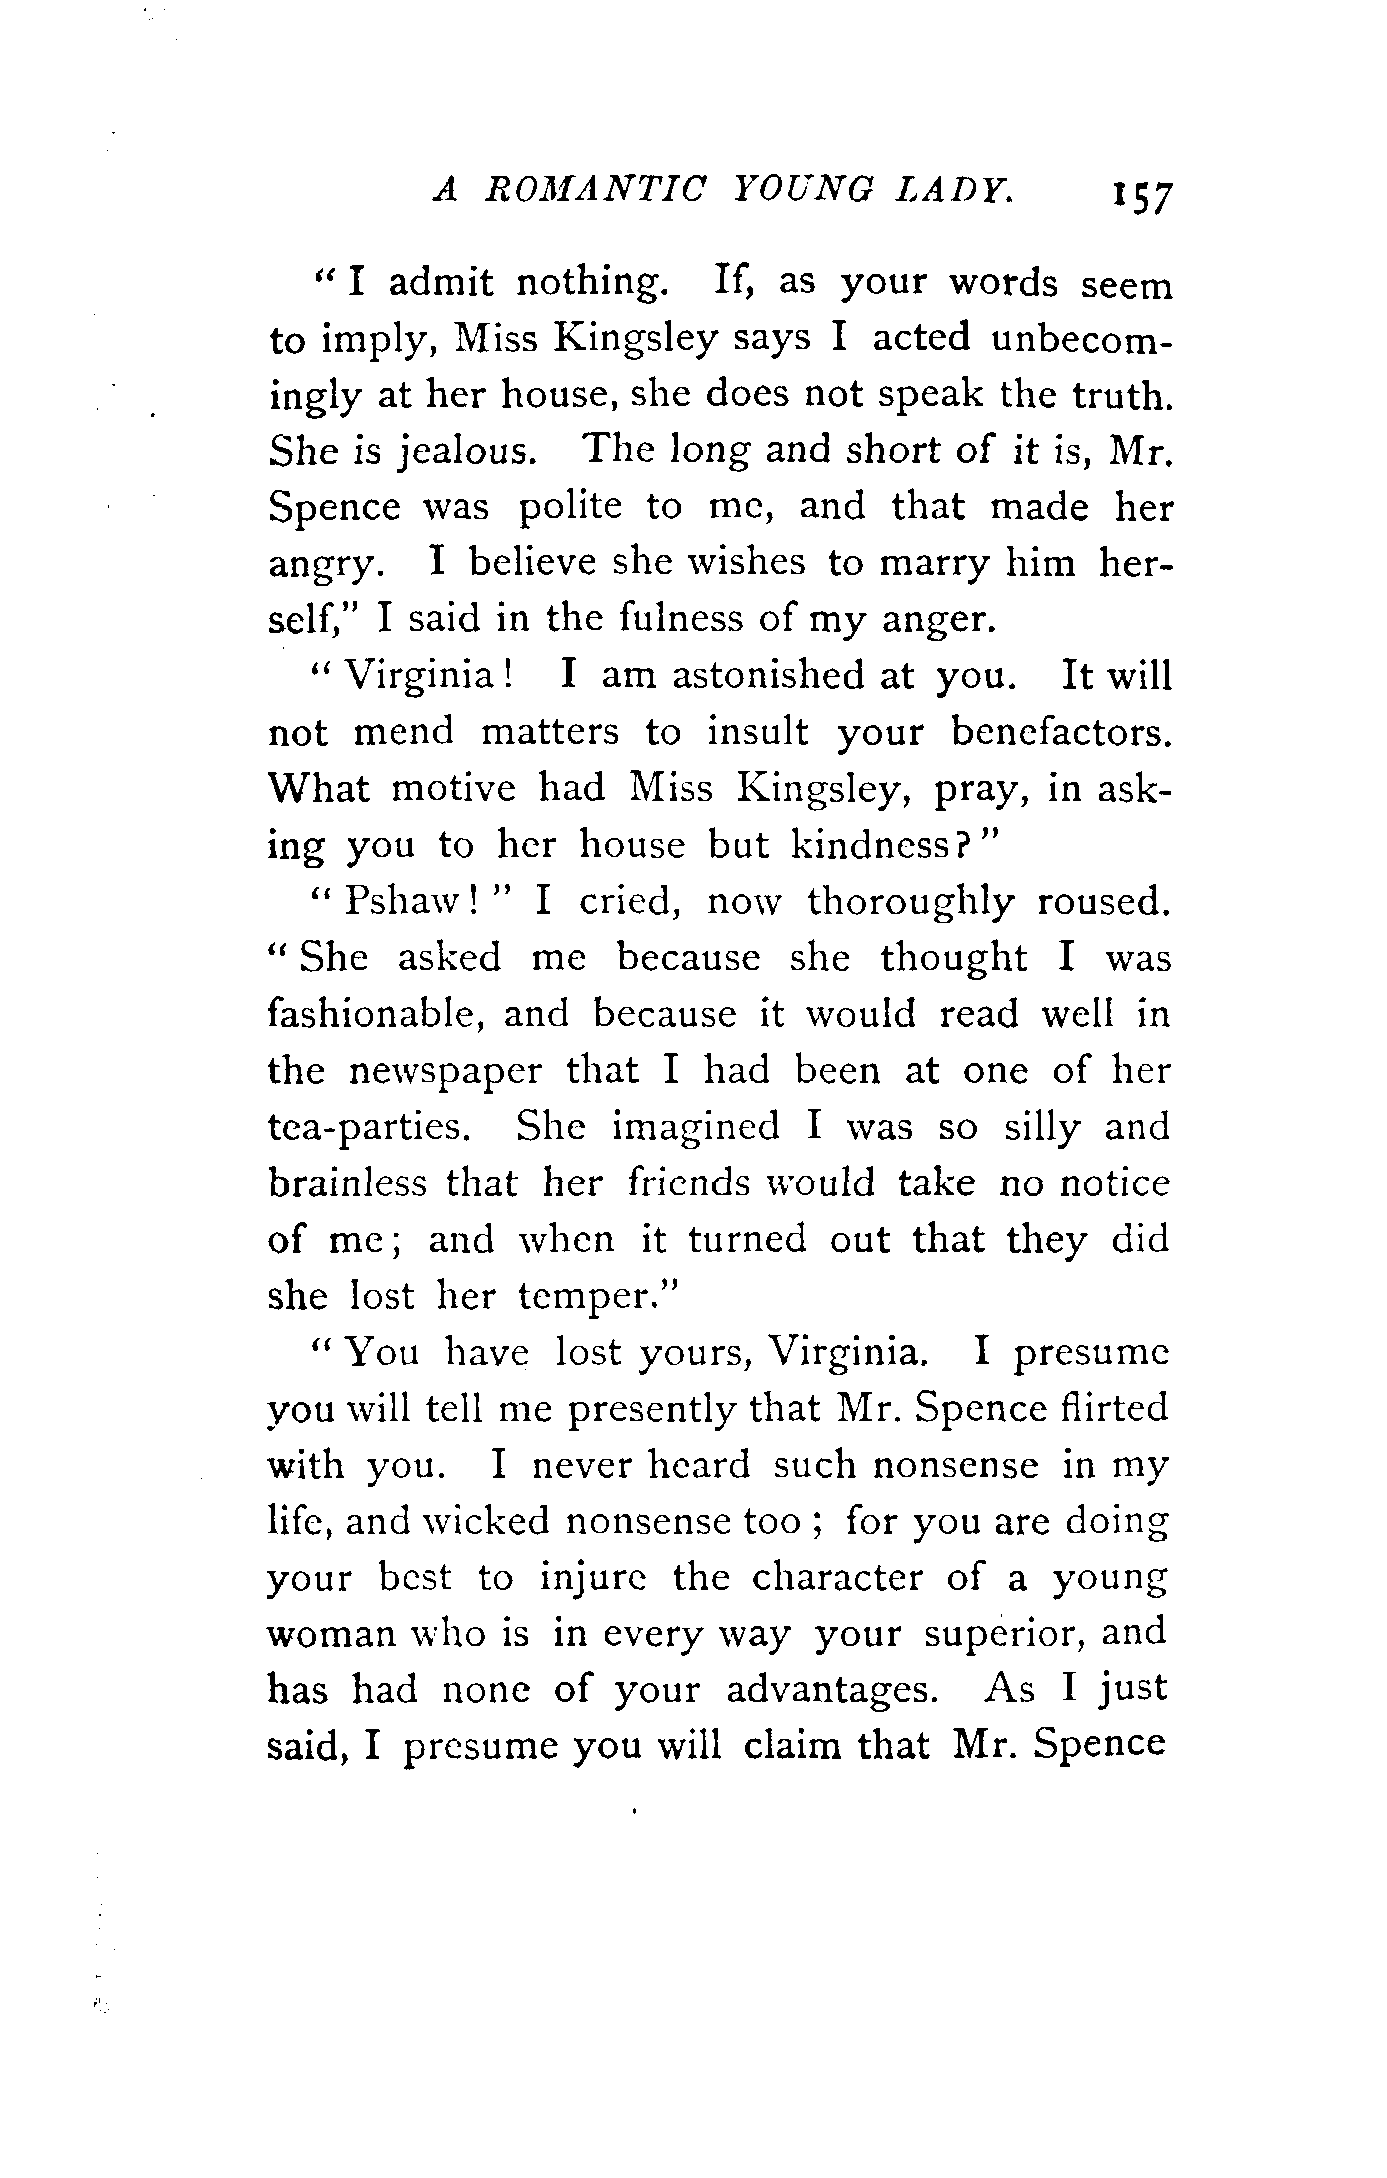 A ROMANTIC YOUNG LADY. 157
" I admit nothing. If, as your words seem
to imply, Miss Kingsley says I acted unbecom-
ingly at her house, she does not speak the truth.
She is jealous. The long and short of it is, Mr.
Spence was polite to me, and that made her
angry. I believe she wishes to marry him her-
self," I said in the fulness of my anger.
" Virginia ! I am astonished at you. It will
not mend matters to insult your benefactors.
What motive had Miss Kingsley, pray, in ask-
ing you to her house but kindness? "
" Pshaw ! " I cried, now thoroughly roused.
" She asked me because she thought I was
fashionable, and because it would read well in
the newspaper that I had been at one of her
tea-parties. She imagined I was so silly and
brainless that her friends would take no notice
of me ; and when it turned out that they did
she lost her temper."
" You have lost yours, Virginia. I presume
you will tell me presently that Mr. Spence flirted
with you. I never heard such nonsense in my
life, and wicked nonsense too ; for you are doing
your best to injure the character of a young
woman who is in every way your superior, and
has had none of your advantages. As I just
said, I presume you will claim that Mr. Spence